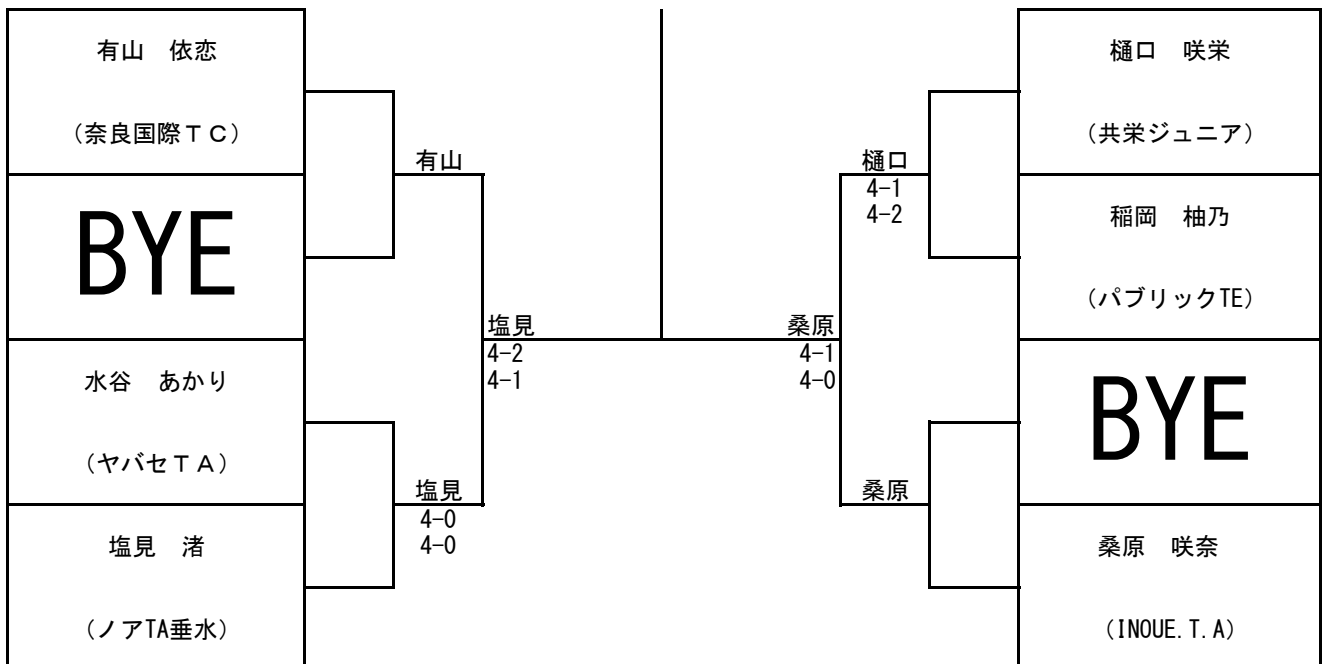 有山　依恋
（奈良国際ＴＣ）
BYE
水谷　あかり
（ヤバセＴＡ）
塩見　渚
（ノアTA垂水）
有山
塩見
4-0
4-0
塩見
4-2
4-1
桑原
4-1
4-0
樋口
4-1
4-2
桑原
樋口　咲栄
（共栄ジュニア）
稲岡　柚乃
（パブリックTE）
BYE
桑原　咲奈
（INOUE.T.A）